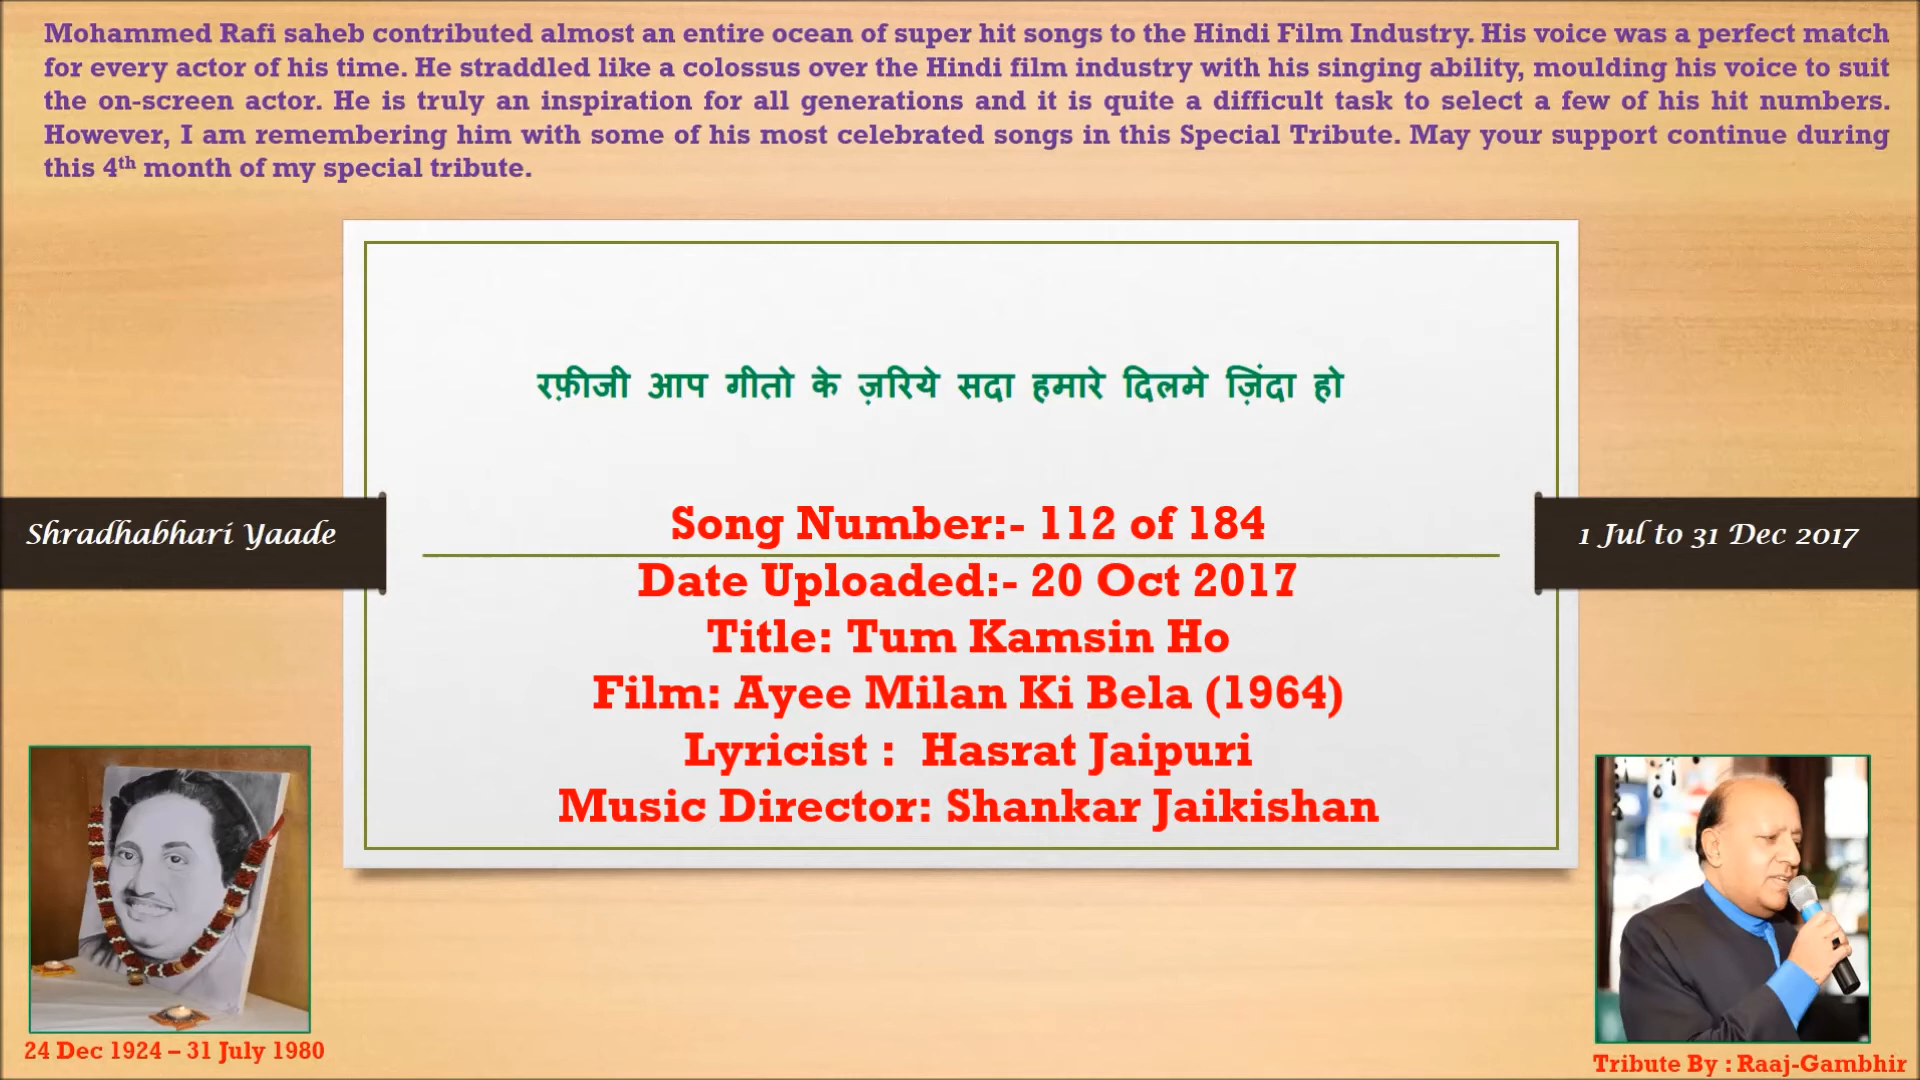 Mohammed Rafi saheb contributed almost an entire ocean of super hit songs to the Hindi Film Industry. His voice was a perfect match
for every actor of his time. He straddled like a colossus over the Hindi film industry with his singing ability, moulding his voice to suit
the on-screen actor. He is truly an inspiration for all generations and it is quite a difficult task to select a few of his hit numbers.
However, I am remembering him with some of his most celebrated songs in this Special Tribute. May your support continue during
this 4th month of my special tribute.
रफ़ीजी आप गीतो के ज़रिये सदा हमारे दिलमे ज़िंदा हो
Song Number:- 112 of 184
Shradhabhari Yaade
1 Jul to 31 Dec 2017
Date Uploaded:- 20 Oct 2017
Title: Tum Kamsin Ho
Film: Ayee Milan Ki Bela (1964)
Lyricist :  Hasrat Jaipuri
Music Director: Shankar Jaikishan
24 Dec 1924 – 31 July 1980
Tribute By : Raaj-Gambhir